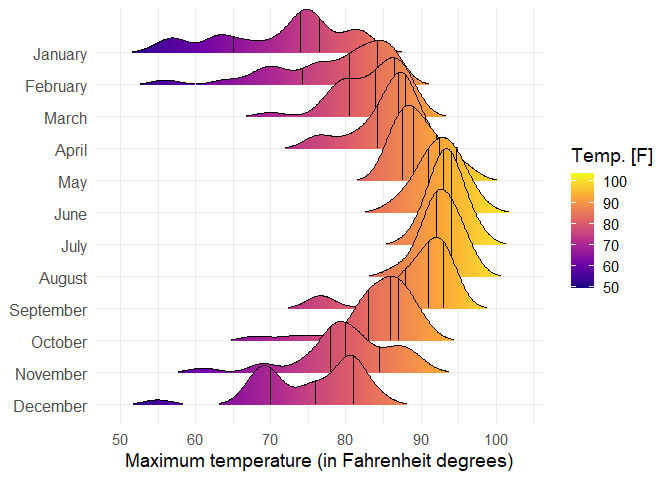 January
February
March
April
May
June
July
August
September
October
November
December
50 60 70 80 90 100
Maximum temperature (in Fahrenheit degrees)
Temp. [F]
100
90
80
70
60
50